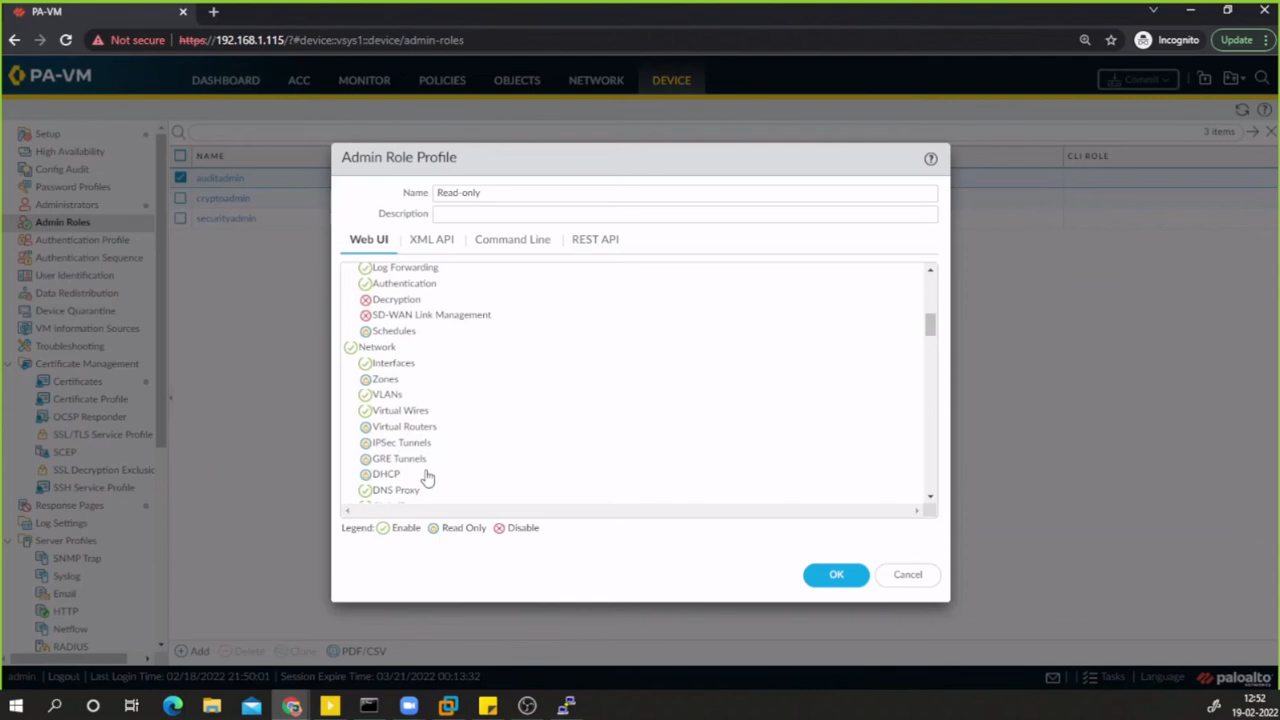 PA-VM
Not secure
https://192.168.1.115/?#device::vsys1::device/admin-roles
Incognito
Update
PA-VM
DASHBOARD
ACC
MONITOR
POLICIES
OBJECTS
NETWORK
DEVICE
Commit
Setup
High Availability
Config Audit
Password Profiles
Administrators
Admin Roles
Authentication Profile
Authentication Sequence
User Identification
Data Redistribution
Device Quarantine
VM Information Sources
Troubleshooting
Certificate Management
Certificates
Certificate Profile
OCSP Responder
SSL/TLS Service Profile
SCEP
SSL Decryption Exclusio
SSH Service Profile
Response Pages
Log Settings
Server Profiles
SNMP Trap
Syslog
Email
HTTP
Netflow
RADIUS
3 items
NAME
CLI ROLE
auditadmin
cryptoadmin
securityadmin
Admin Role Profile
Name Read-only
Description
Web UI
XML API
Command Line
REST API
Log Forwarding
Authentication
Decryption
SD-WAN Link Management
Schedules
Network
Interfaces
Zones
VLANs
Virtual Wires
Virtual Routers
IPSec Tunnels
GRE Tunnels
DHCP
DNS Proxy
Legend: Enable Read Only Disable
OK
Cancel
Add
Delete
Clone
PDF/CSV
admin
Logout
Last Login Time: 02/18/2022 21:50:01
Session Expire Time: 03/21/2022 00:13:32
Tasks
Language
paloalto
NETWORKS
12:52
19-02-2022